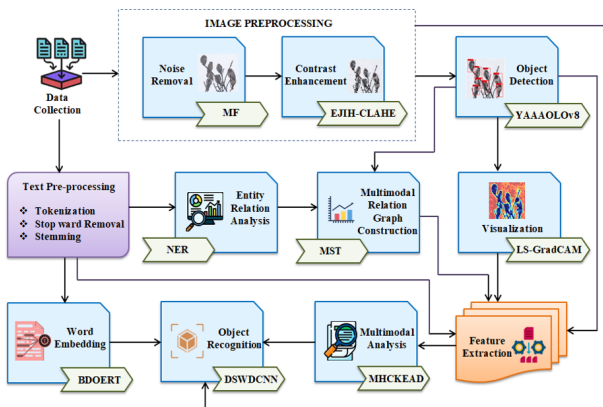 IMAGE PREPROCESSING
Data
Collection
Noise
Removal
MF
Contrast
Enhancement
EJIH-CLAHE
Object
Detection
YAAAOLOv8
Text Pre-processing
❖ Tokenization
❖ Stop ward Removal
❖ Stemming
Entity
Relation
Analysis
NER
Multimodal
Relation
Graph
Construction
MST
Visualization
LS-GradCAM
Word
Embedding
BDOERT
Object
Recognition
DSWDCNN
Multimodal
Analysis
MHCKEAD
Feature
Extraction